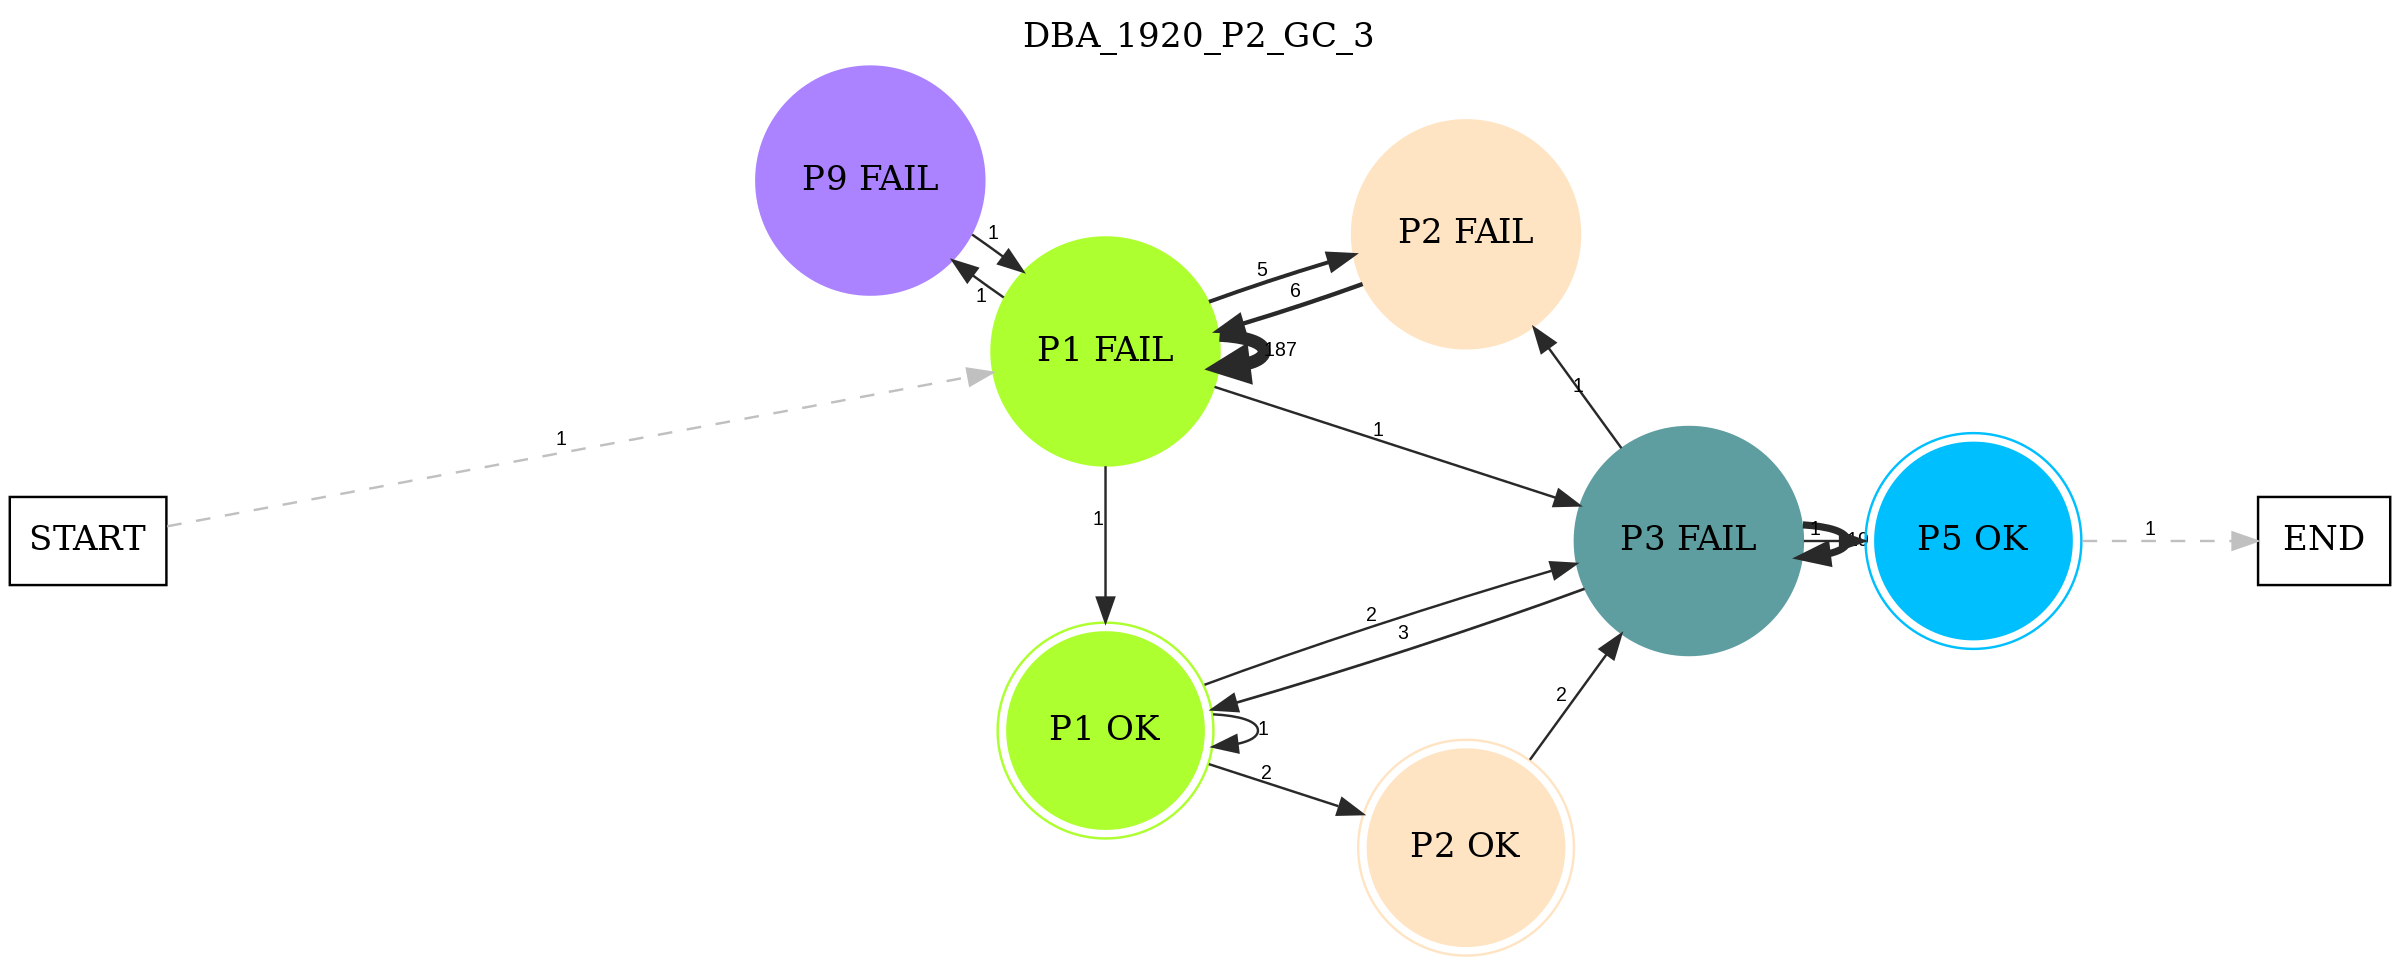 DBA_1920_P2_GC_3
P9 FAIL
1
1
P2 FAIL
5
6
P1 FAIL
187
1
1
1
1
START
P3 FAIL
1
19
P5 OK
1
END
2
3
2
P1 OK
1
2
P2 OK